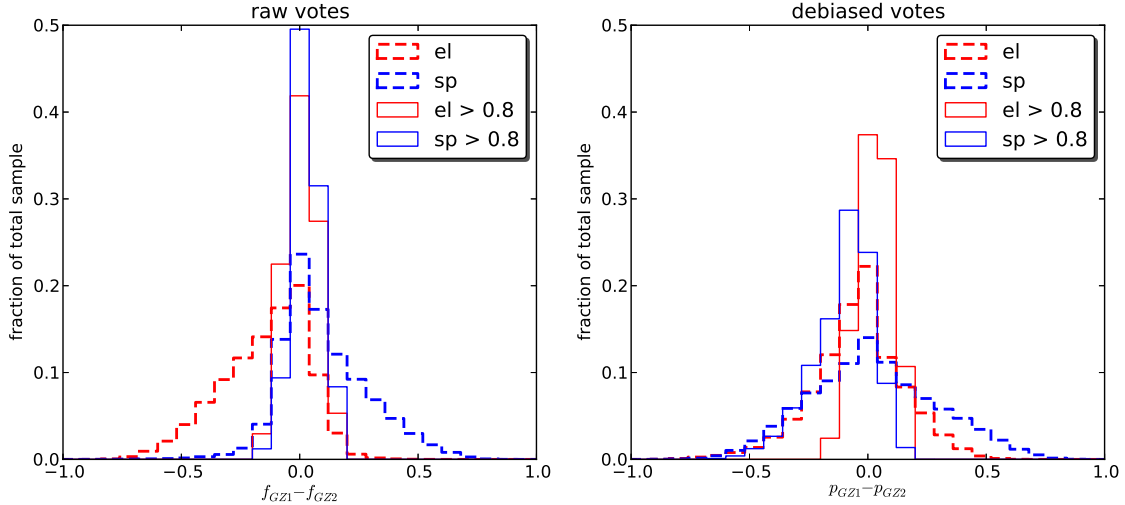 raw votes
0.5
0.4
0.3
0.2
0.1
0.0
fraction of total sample
−1.0 −0.5 0.0 0.5 1.0
f_GZ1−f_GZ2
el
sp
el > 0.8
sp > 0.8
debiased votes
0.5
0.4
0.3
0.2
0.1
0.0
fraction of total sample
−1.0 −0.5 0.0 0.5 1.0
p_GZ1−p_GZ2
el
sp
el > 0.8
sp > 0.8